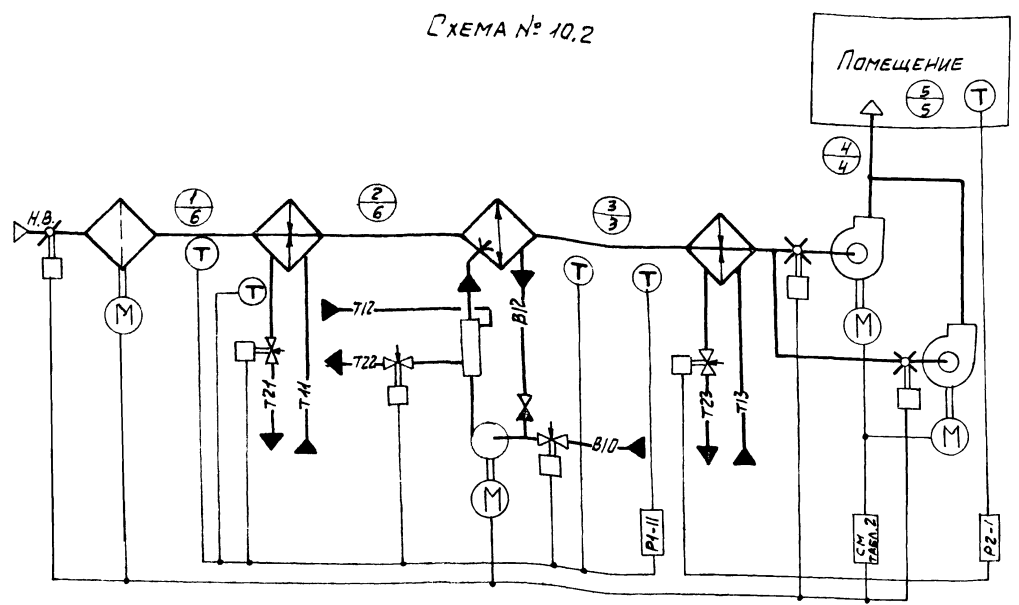 СХЕМА № 10.2
ПОМЕЩЕНИЕ
5
5
Т
4
4
Н.В.
1
6
2
6
3
3
Т
Т
Т
Т
М
Т12
В12
Т22
М
Т21
Т11
Т23
Т13
М
В10
М
Р1-11
СМ.
ТАБЛ.2
Р2-1